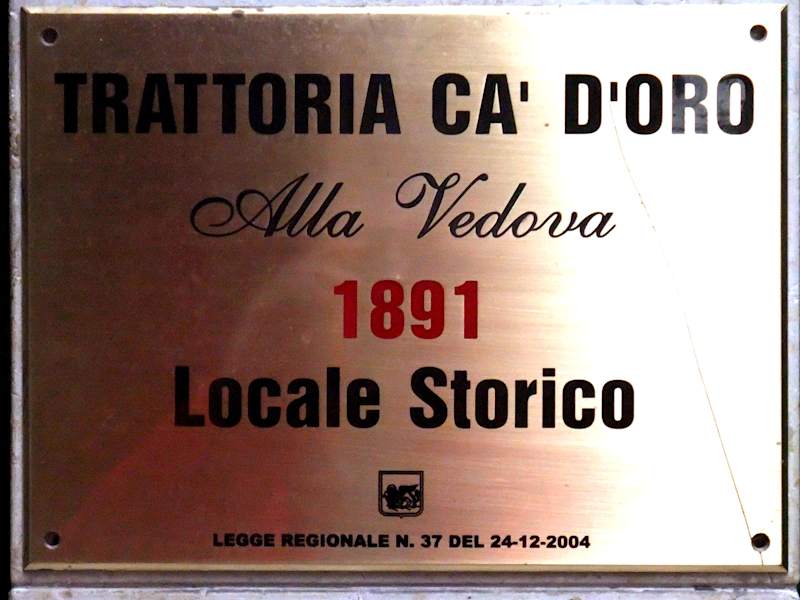 TRATTORIA CA' D'ORO
Alla Vedova
1891
Locale Storico
LEGGE REGIONALE N. 37 DEL 24-12-2004